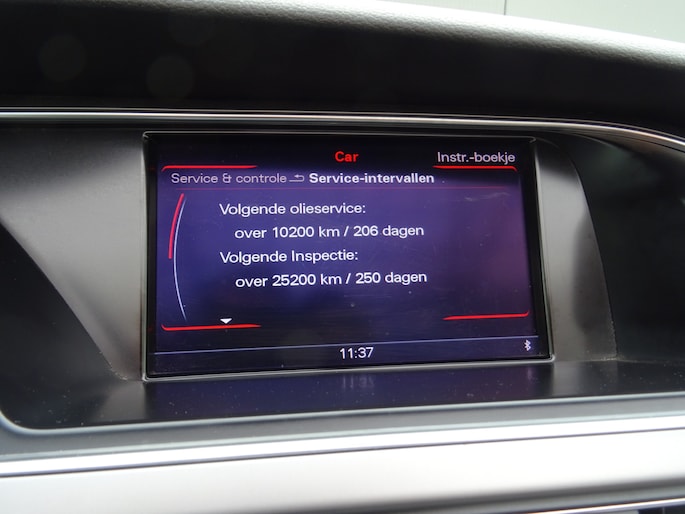 Car
Instr.-boekje
Service & controle Service-intervallen
Volgende olieservice:
over 10200 km / 206 dagen
Volgende Inspectie:
over 25200 km / 250 dagen
11:37